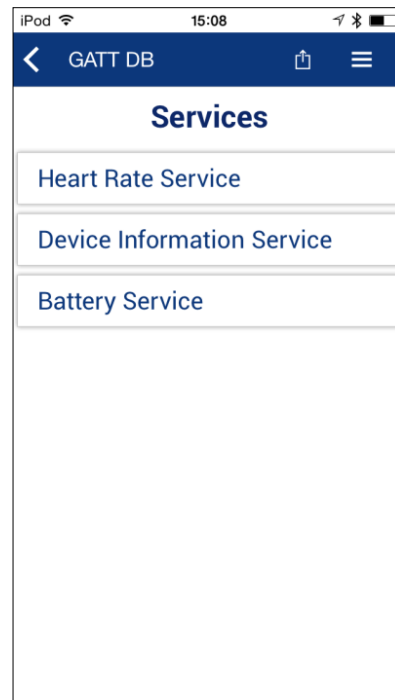 iPod 15:08
GATT DB
Services
Heart Rate Service
Device Information Service
Battery Service